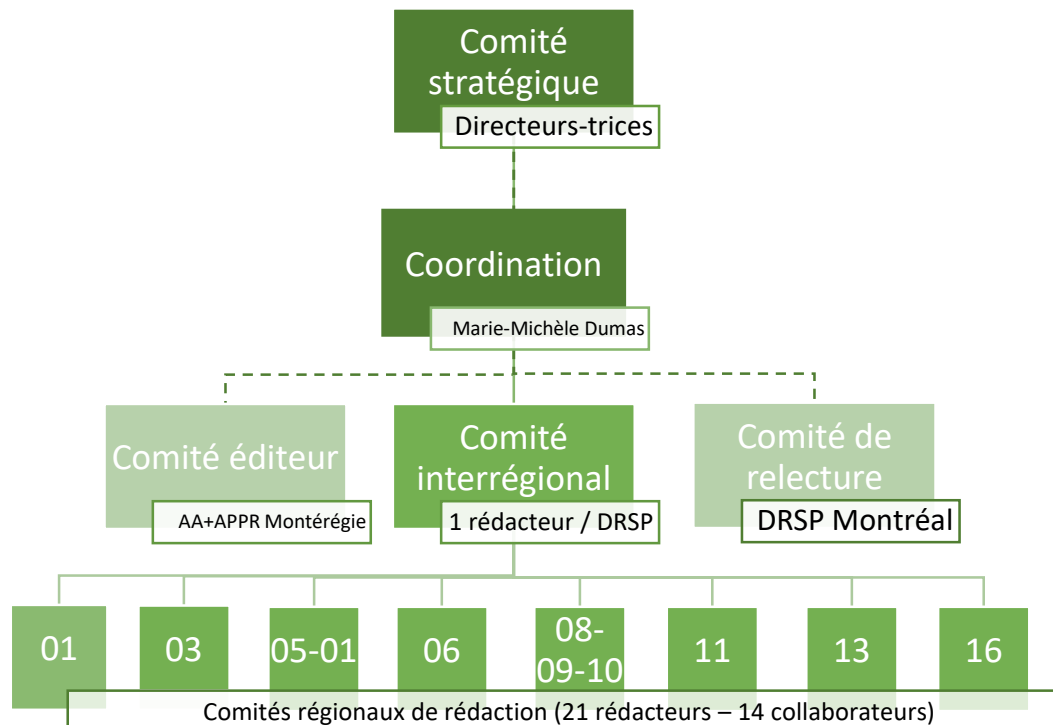 Comité
stratégique
Directeurs-trices
Coordination
Marie-Michèle Dumas
Comité éditeur
AA+APPR Montérégie
Comité
interrégional
1 rédacteur / DRSP
Comité de
relecture
DRSP Montréal
01
03
05-01
06
08-
09-10
11
13
16
Comités régionaux de rédaction (21 rédacteurs – 14 collaborateurs)